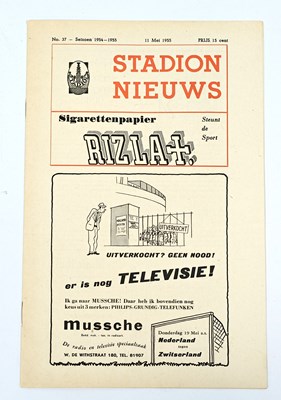 No. 37 – Seizoen 1954–1955 11 Mei 1955 PRIJS 15 cent
STADION
NIEUWS
Sigarettenpapier
Steunt
de
Sport
RIZLA+.
UITVERKOCHT
UITVERKOCHT? GEEN NOOD!
er is nog TELEVISIE!
Ik ga naar MUSSCHE! Daar heb ik bovendien nog
keus uit 3 merken: PHILIPS-GRUNDIG-TELEFUNKEN
mussche
De radio en televisie speciaalzaak
W. DE WITHSTRAAT 180, TEL. 81907
Donderdag 19 Mei a.s.
Nederland
tegen
Zwitserland